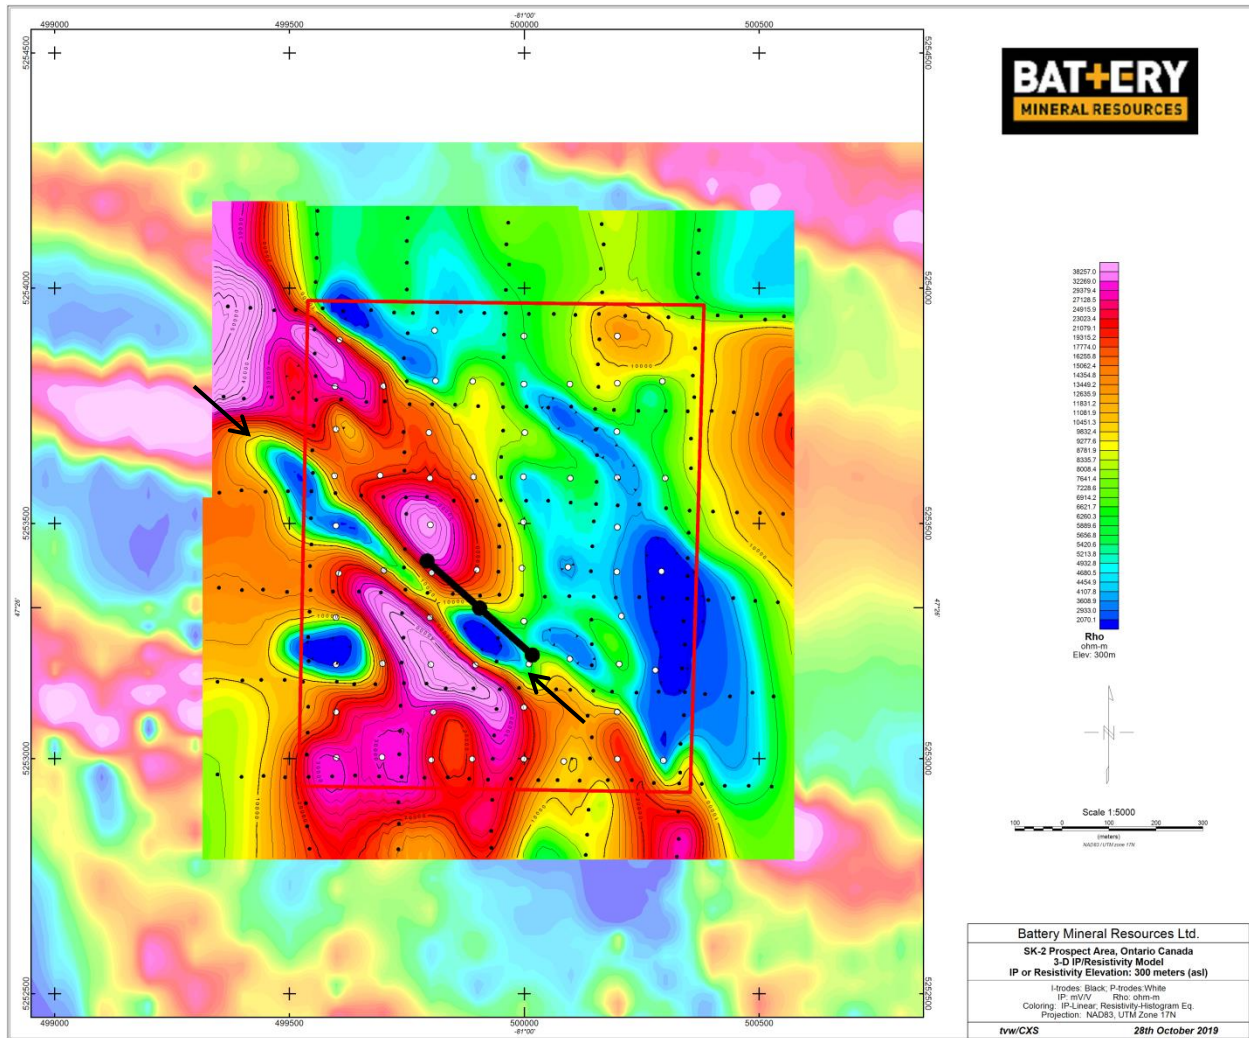 499000 499500 -81°00' 500000 500500
5254500 5254500
BAT+ERY
MINERAL RESOURCES
5254000 5254000
38257.0
32269.0
29379.4
27128.5
24915.9
23023.4
21079.1
19315.2
17774.0
16255.8
15062.4
14354.8
13449.2
12635.9
11831.2
11081.9
10451.3
9832.4
9277.6
8781.9
8335.7
8008.4
7641.4
7228.6
6914.2
6621.7
6260.3
5889.6
5656.8
5420.6
5213.8
4932.8
4680.5
4454.9
4107.8
3608.9
2933.0
2070.1
Rho
ohm-m
Elev: 300m
5253500 5253500
47°26' 47°26'
N
5253000 5253000
Scale 1:5000
100 0 100 200 300
(meters)
NAD83 / UTM zone 17N
5252500 5252500
499000 499500 -81°00' 500000 500500
Battery Mineral Resources Ltd.
SK-2 Prospect Area, Ontario Canada
3-D IP/Resistivity Model
IP or Resistivity Elevation: 300 meters (asl)
I-trodes: Black; P-trodes:White
IP: mV/V Rho: ohm-m
Coloring: IP-Linear; Resistivity-Histogram Eq.
Projection: NAD83, UTM Zone 17N
tvw/CXS 28th October 2019